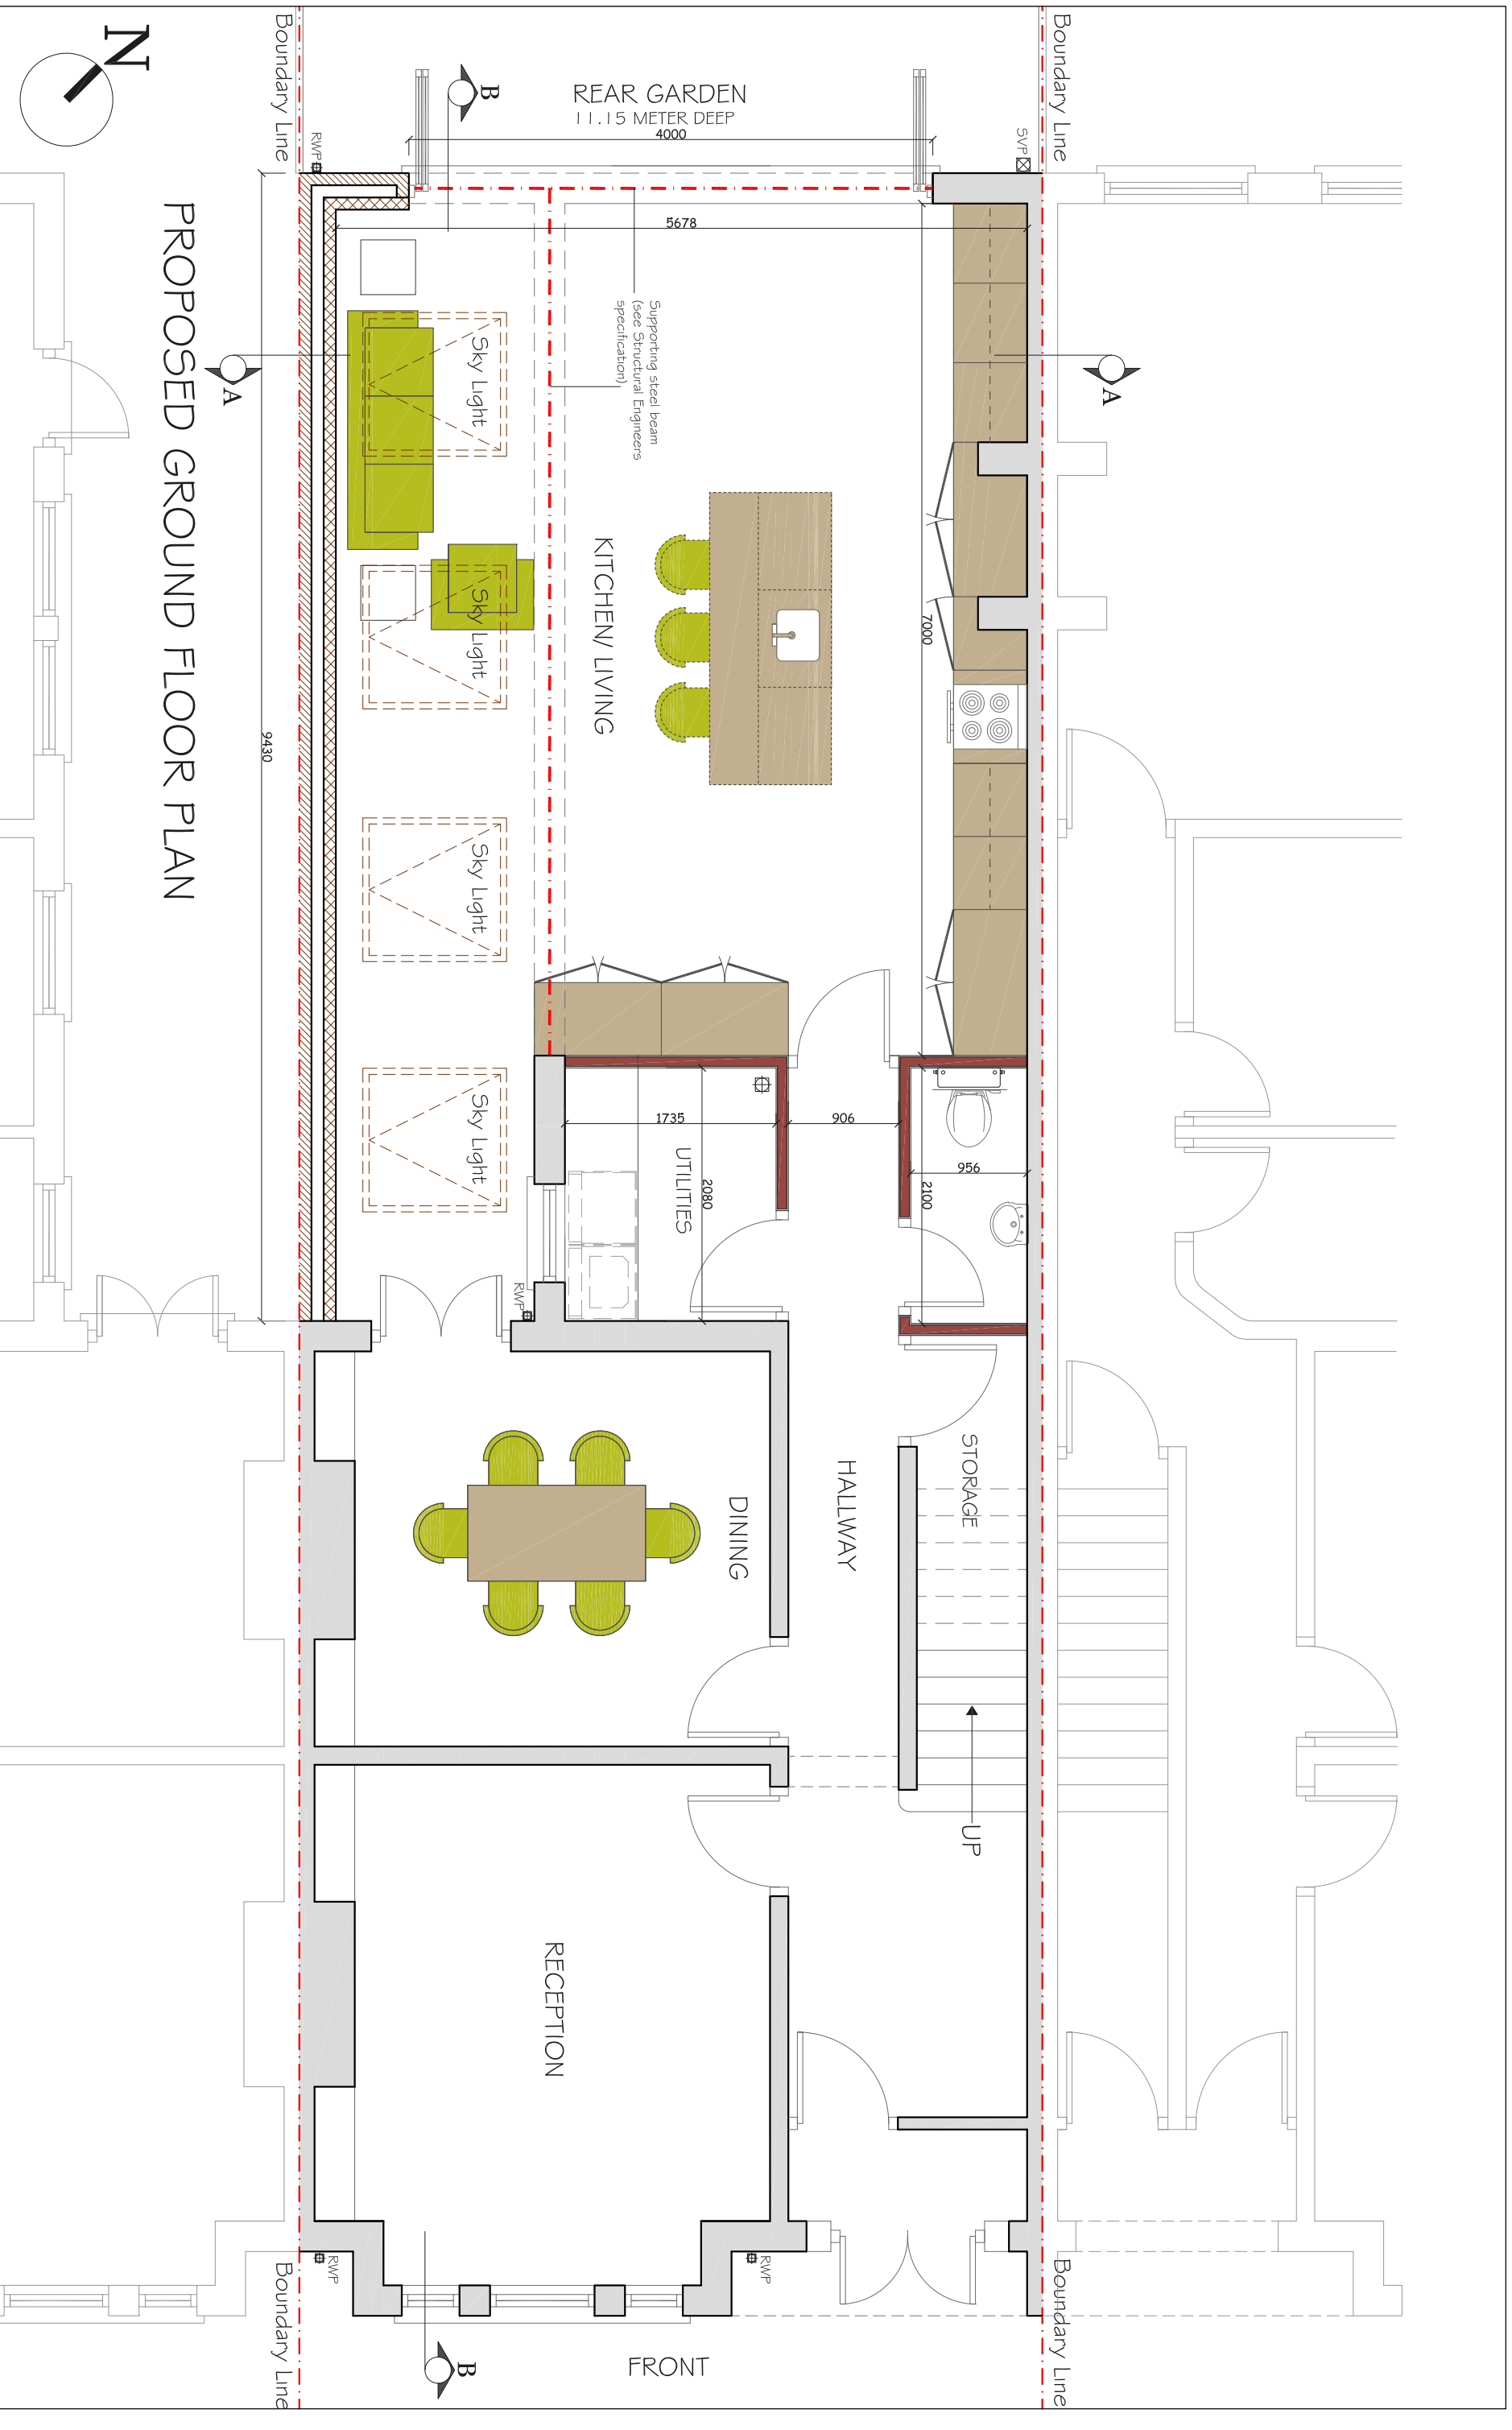 Boundary Line
Boundary Line
N
B
REAR GARDEN
11.15 METER DEEP
4000
RWP
SVP
5678
Supporting steel beam
(see Structural Engineers
specification)
A
A
Sky Light
Sky Light
Sky Light
Sky Light
KITCHEN/ LIVING
7000
9430
PROPOSED GROUND FLOOR PLAN
1735
906
956
2080
2100
UTILITIES
RWP
STORAGE
HALLWAY
DINING
UP
RECEPTION
RWP
RWP
Boundary Line
Boundary Line
B
FRONT